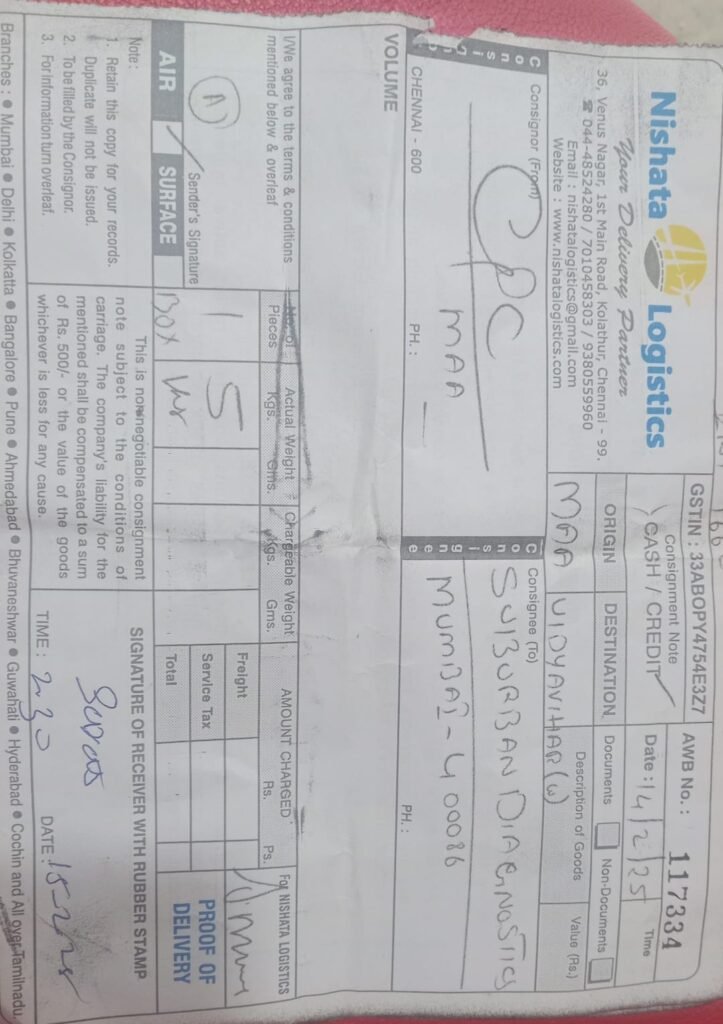 Nishata Logistics
Your Delivery Partner
36, Venus Nagar, 1st Main Road, Kolathur, Chennai - 99.
☎ 044-48524280 / 7010458303 / 9380559960
Email : nishatalogistics@gmail.com
Website : www.nishatalogistics.com
GSTIN : 33ABOPY4754E3Z7
AWB No. : 117334
Consignment Note
CASH / CREDIT
Date : 14/2/25
Time
ORIGIN
DESTINATION
Documents
Non-Documents
MAA
VIDYAVIHAR (W)
Description of Goods
Value (Rs.)
Consignor
Consignor (From)
CPC
MAA
CHENNAI - 600
PH. :
Consignee
Consignee (To)
SUBURBAN DIAGNOSTICS
MUMBAI - 400086
PH. :
VOLUME
I/We agree to the terms & conditions
mentioned below & overleaf
Sender's Signature
AIR
SURFACE
No. of
Pieces
Actual Weight
Kgs. Gms.
Chargeable Weight
Kgs. Gms.
AMOUNT CHARGED
Rs. Ps.
1
BOX
5
Freight
Service Tax
Total
For NISHATA LOGISTICS
PROOF OF
DELIVERY
Note:
1. Retain this copy for your records.
Duplicate will not be issued.
2. To be filled by the Consignor.
3. For information turn overleaf.
This is non-negotiable consignment
note subject to the conditions of
carriage. The company's liability for the
mentioned shall be compensated to a sum
of Rs. 500/- or the value of the goods
whichever is less for any cause.
SIGNATURE OF RECEIVER WITH RUBBER STAMP
TIME : 2:30
DATE : 15-2-25
Branches : ● Mumbai ● Delhi ● Kolkatta ● Bangalore ● Pune ● Ahmedabad ● Bhuvaneshwar ● Guwahati ● Hyderabad ● Cochin and All over Tamilnadu.